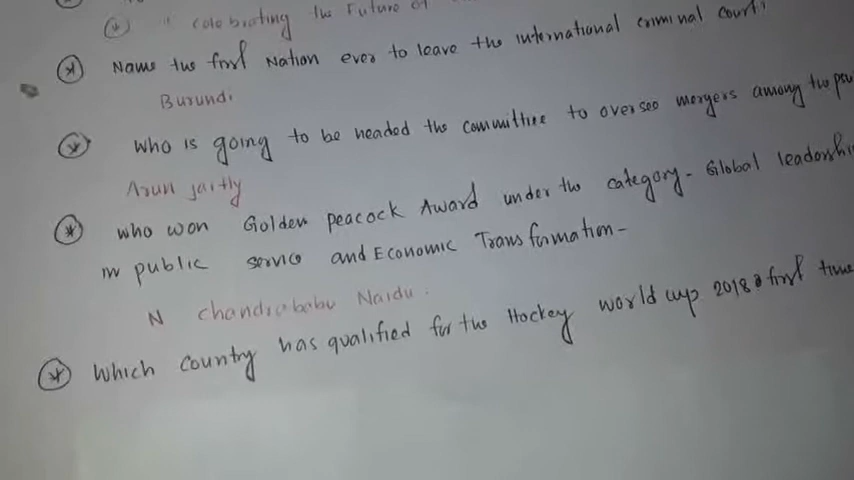 " celebrating the Future of
Name the first Nation ever to leave the international criminal court?
Burundi
Who is going to be headed the committee to oversee mergers among the psu
Arun jaitly
who won Golden peacock Award under the category - Global leadership
in public service and Economic Transformation -
N chandrababu Naidu.
Which country has qualified for the Hockey world cup 2018 first time